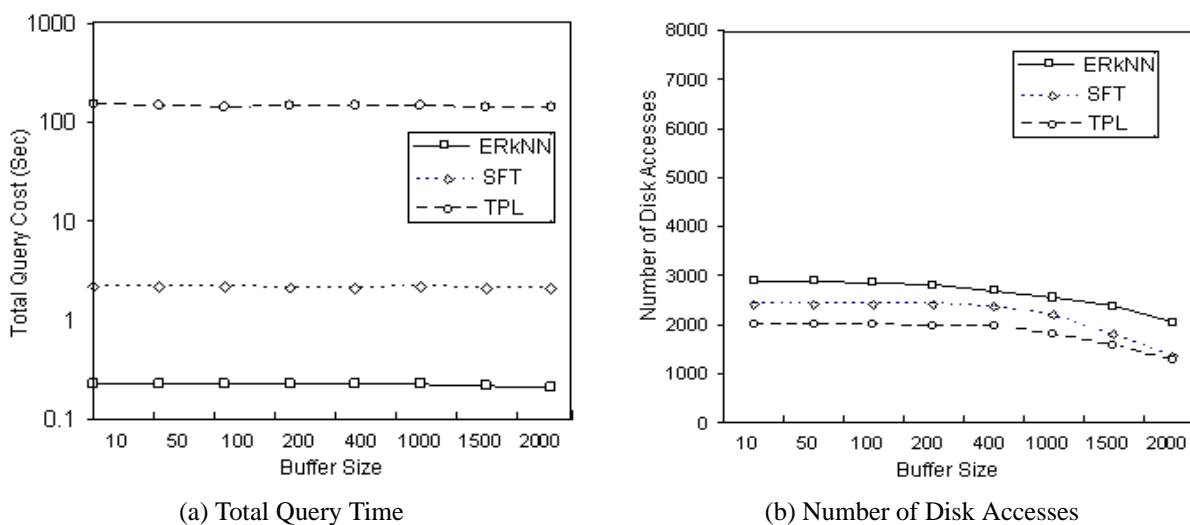 1000
100
10
1
0.1
Total Query Cost (Sec)
ERkNN
SFT
TPL
10 50 100 200 400 1000 1500 2000
Buffer Size
(a) Total Query Time
8000
7000
6000
5000
4000
3000
2000
1000
0
Number of Disk Accesses
ERkNN
SFT
TPL
10 50 100 200 400 1000 1500 2000
Buffer Size
(b) Number of Disk Accesses